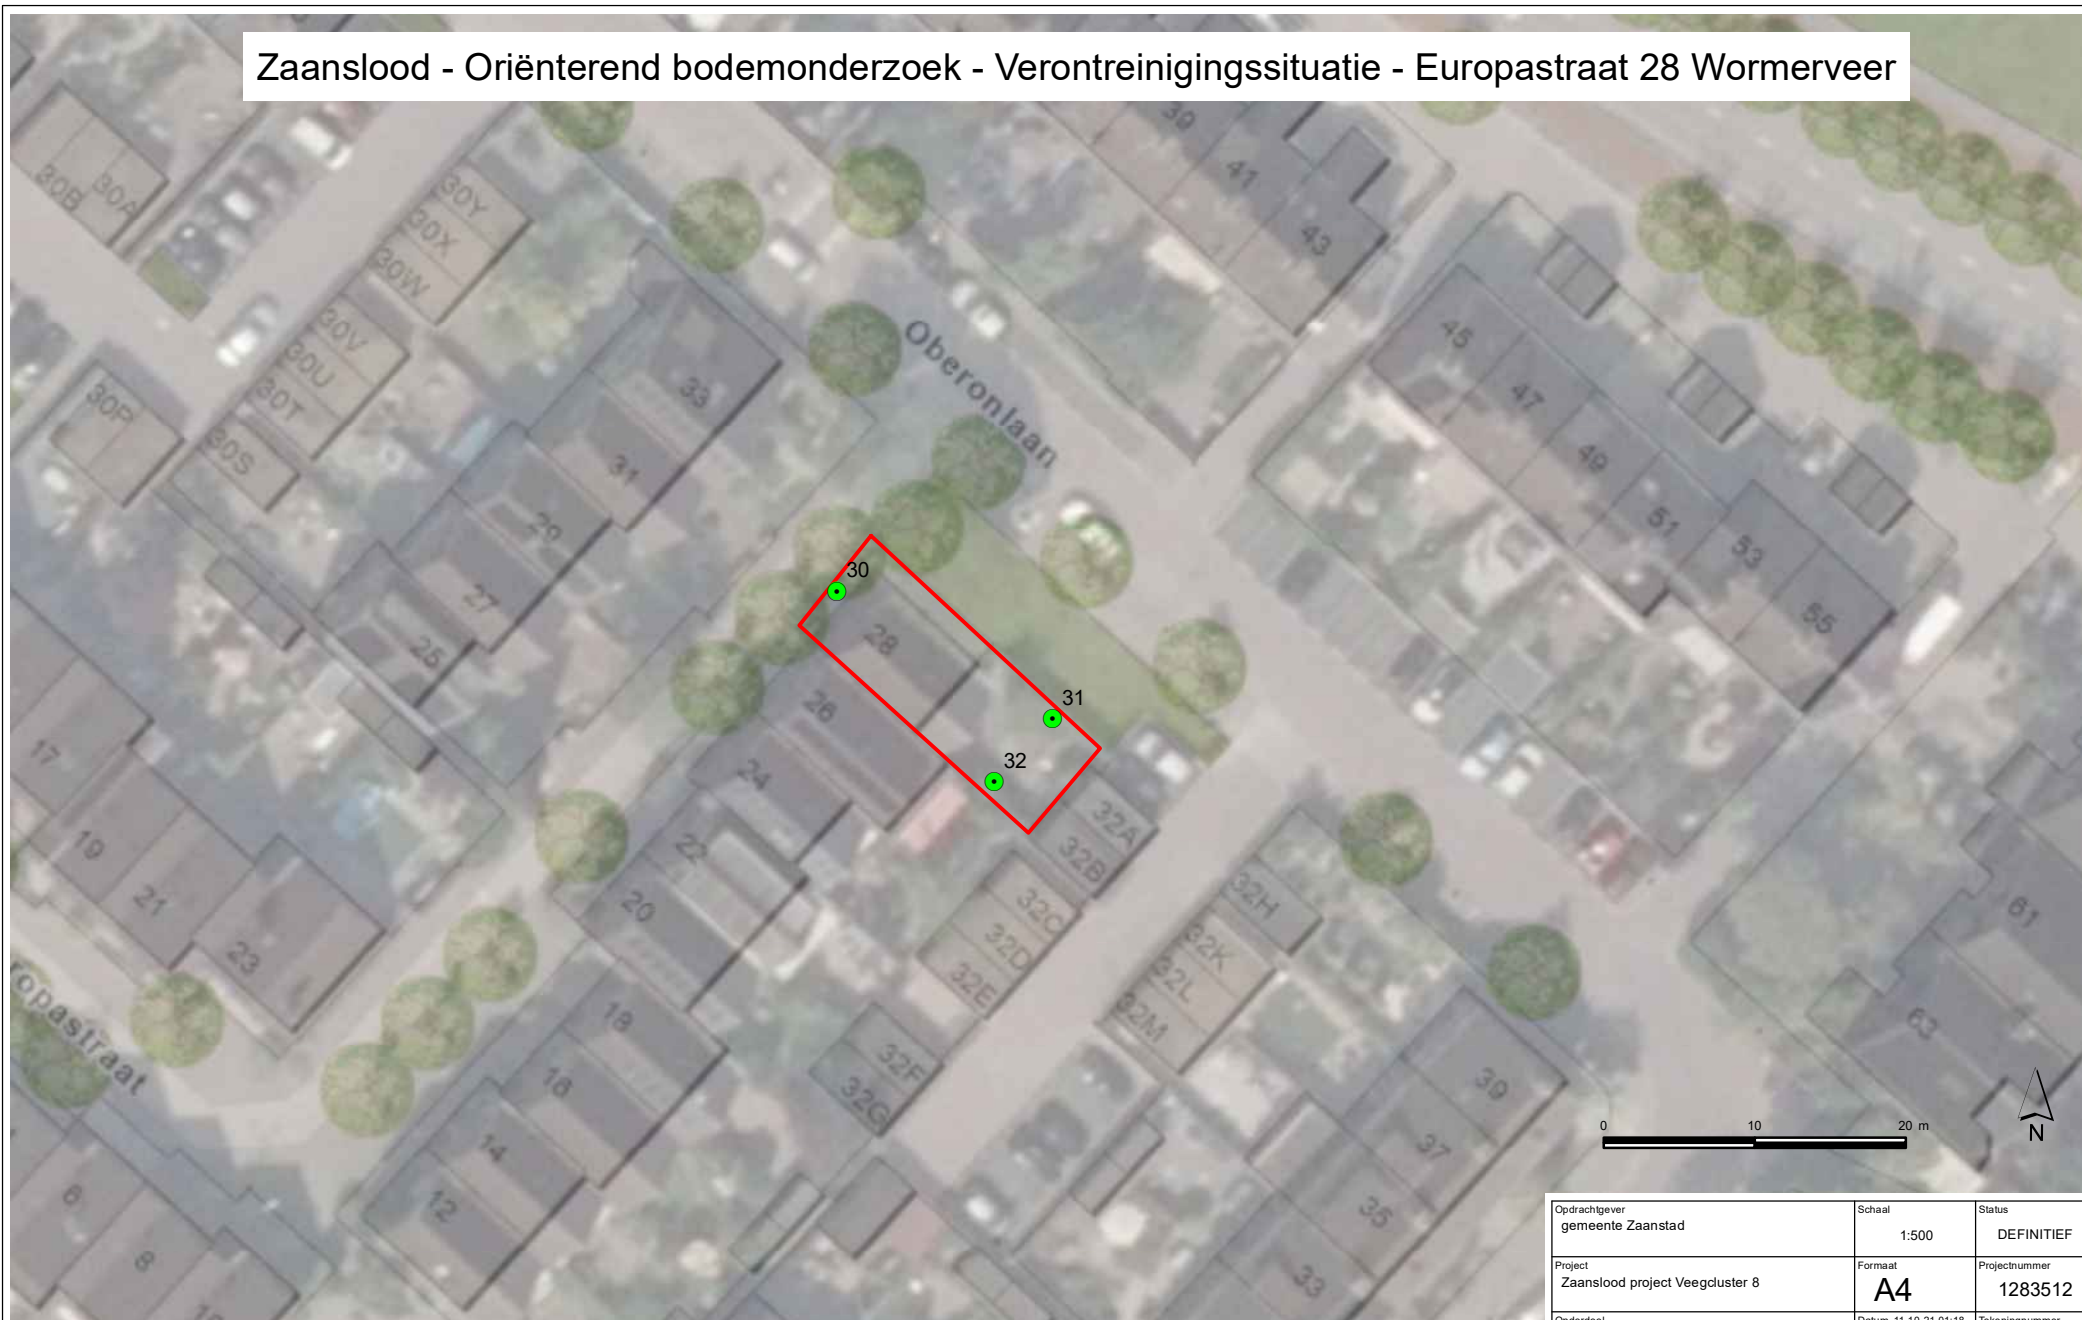 Zaanslood - Oriënterend bodemonderzoek - Verontreinigingssituatie - Europastraat 28 Wormerveer
39
41
43
30B
30A
30Y
30X
30W
30V
30U
30T
30S
30P
33
31
29
27
25
Oberonlaan
45
47
49
51
53
55
30
28
31
32
26
24
22
20
18
16
14
12
17
19
21
23
ropastraat
32A
32B
32C
32D
32E
32F
32G
32H
32K
32L
32M
61
63
39
37
35
33
6
8
0 10 20 m
N
Opdrachtgever
gemeente Zaanstad
Schaal
1:500
Status
DEFINITIEF
Project
Zaanslood project Veegcluster 8
Formaat
A4
Projectnummer
1283512